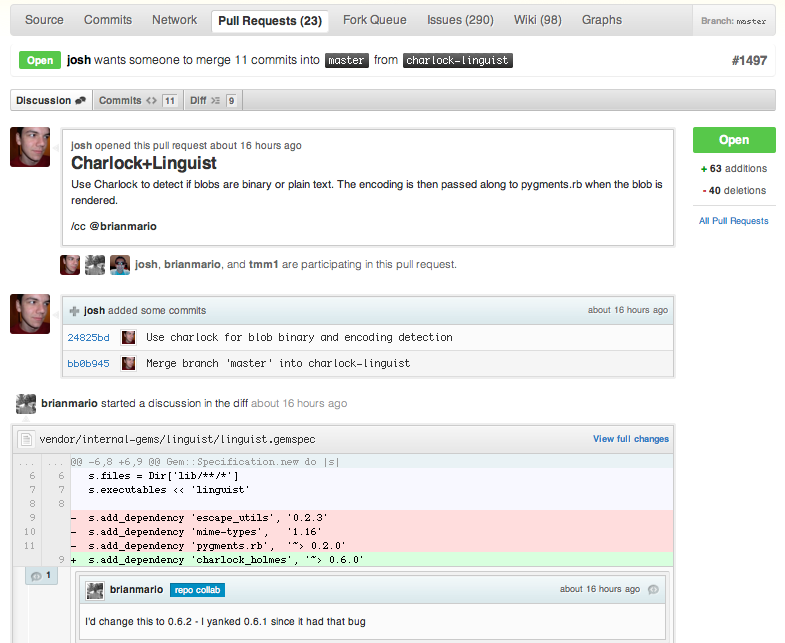 Source Commits Network Pull Requests (23) Fork Queue Issues (290) Wiki (98) Graphs Branch: master
Open josh wants someone to merge 11 commits into master from charlock-linguist #1497
Discussion Commits <> 11 Diff 9
josh opened this pull request about 16 hours ago
Charlock+Linguist
Use Charlock to detect if blobs are binary or plain text. The encoding is then passed along to pygments.rb when the blob is
rendered.
/cc @brianmario
Open
+ 63 additions
- 40 deletions
All Pull Requests
josh, brianmario, and tmm1 are participating in this pull request.
josh added some commits about 16 hours ago
24825bd Use charlock for blob binary and encoding detection
bb0b945 Merge branch 'master' into charlock-linguist
brianmario started a discussion in the diff about 16 hours ago
vendor/internal-gems/linguist/linguist.gemspec View full changes
... ... @@ -6,8 +6,9 @@ Gem::Specification.new do |s|
6 6 s.files = Dir['lib/**/*']
7 7 s.executables << 'linguist'
8 8
9 - s.add_dependency 'escape_utils', '0.2.3'
10 - s.add_dependency 'mime-types', '1.16'
11 - s.add_dependency 'pygments.rb', '~> 0.2.0'
9 + s.add_dependency 'charlock_holmes', '~> 0.6.0'
1
brianmario repo collab about 16 hours ago
I'd change this to 0.6.2 - I yanked 0.6.1 since it had that bug